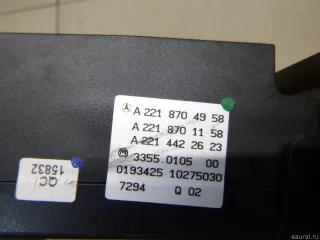 A 221 870 49 58
A 221 870 11 58
A 221 442 26 23
3355.0105 00
0193425 10275030
7294 Q 02
QC
15832
eaural.ru